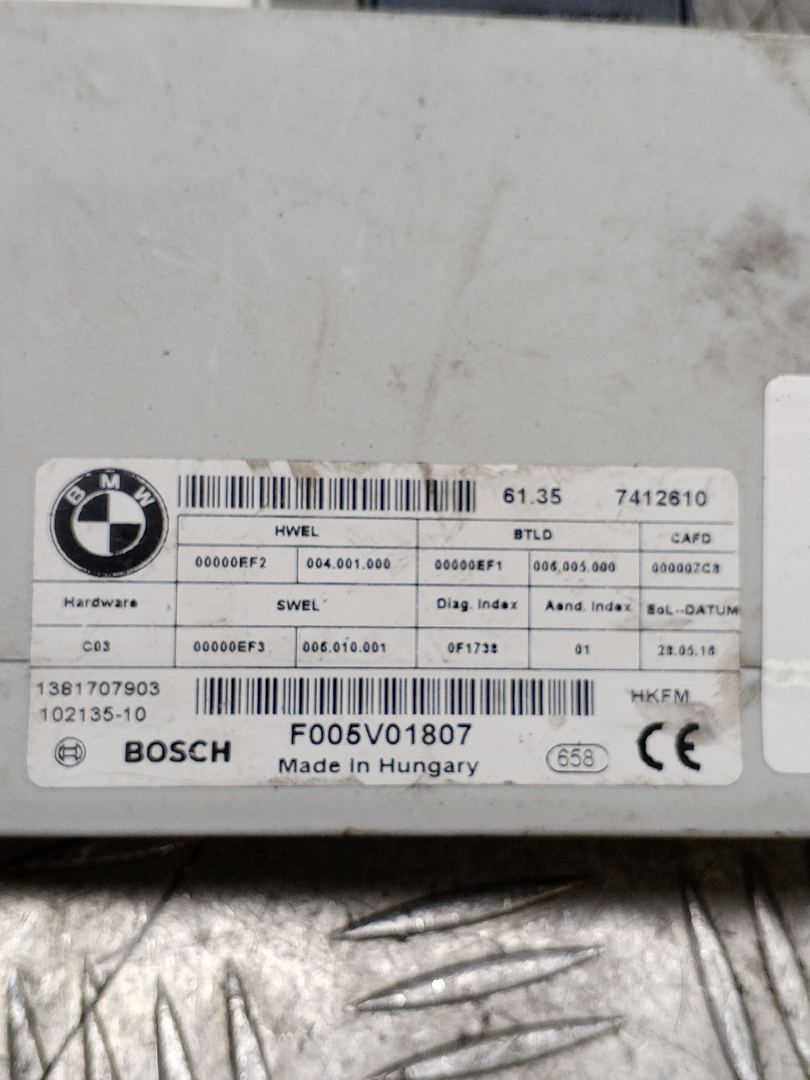 BMW 61.35 7412610
HWEL BTLD CAFD
00000EF2 004.001.000 00000EF1 006.005.000 000007C8
Hardware SWEL Diag. Index Aend. Index EoL-DATUM
C03 00000EF3 006.010.001 0F1738 01 28.05.16
1381707903 HKFM
102135-10
F005V01807
BOSCH Made In Hungary 658 CE